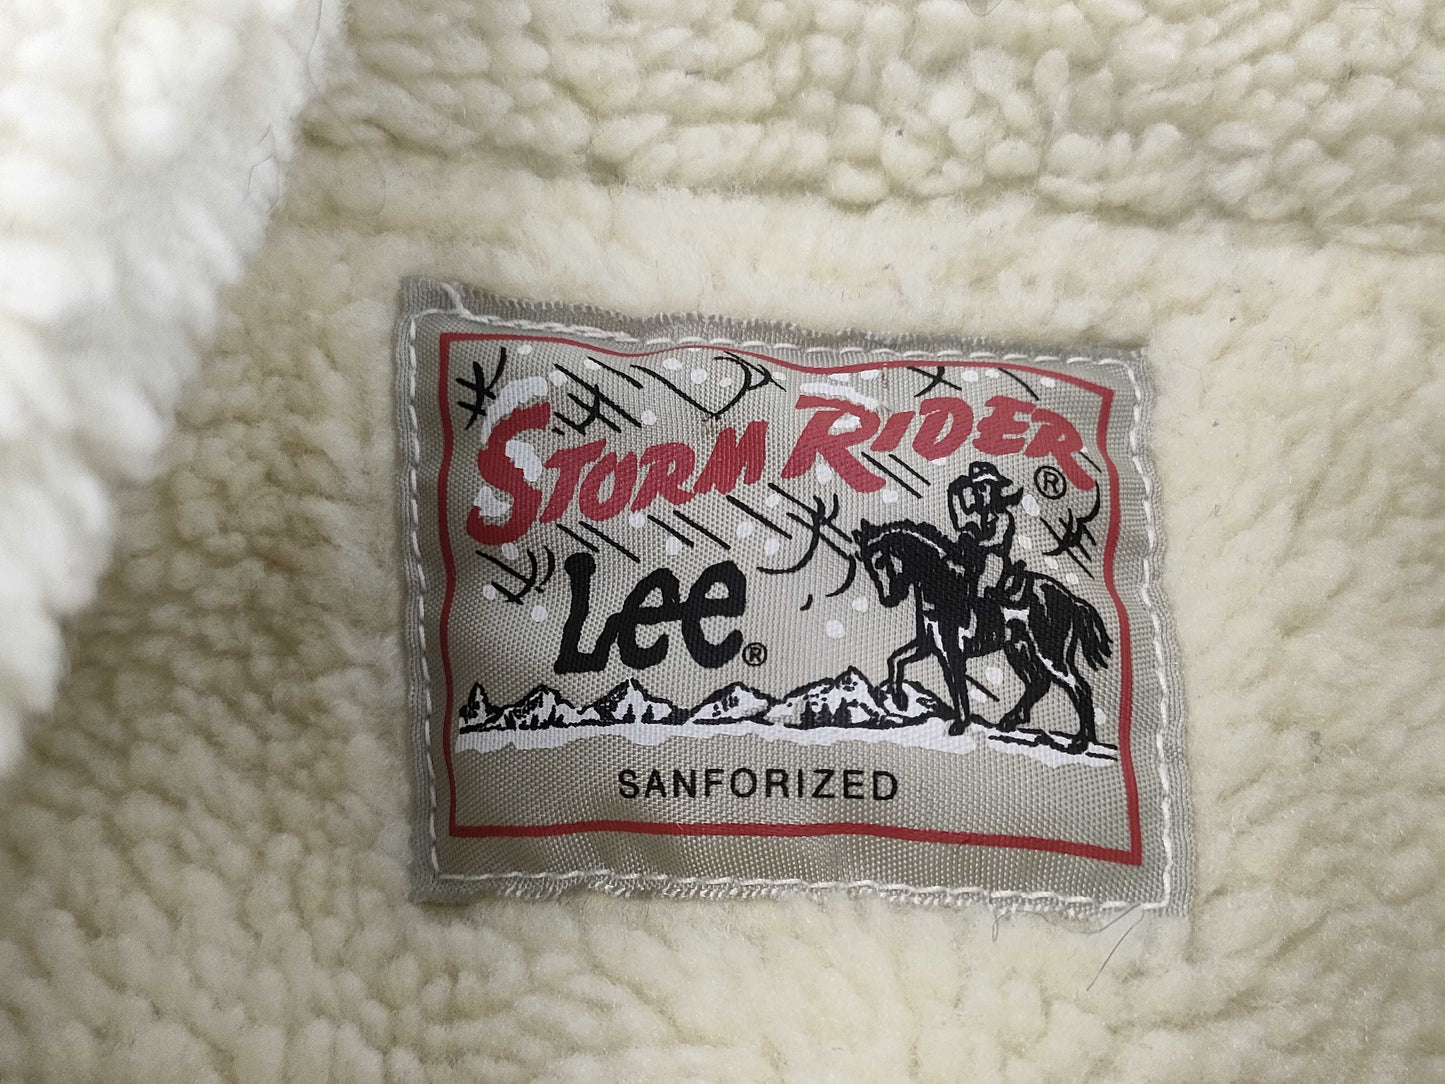 STORM RIDER ®
Lee ®
SANFORIZED